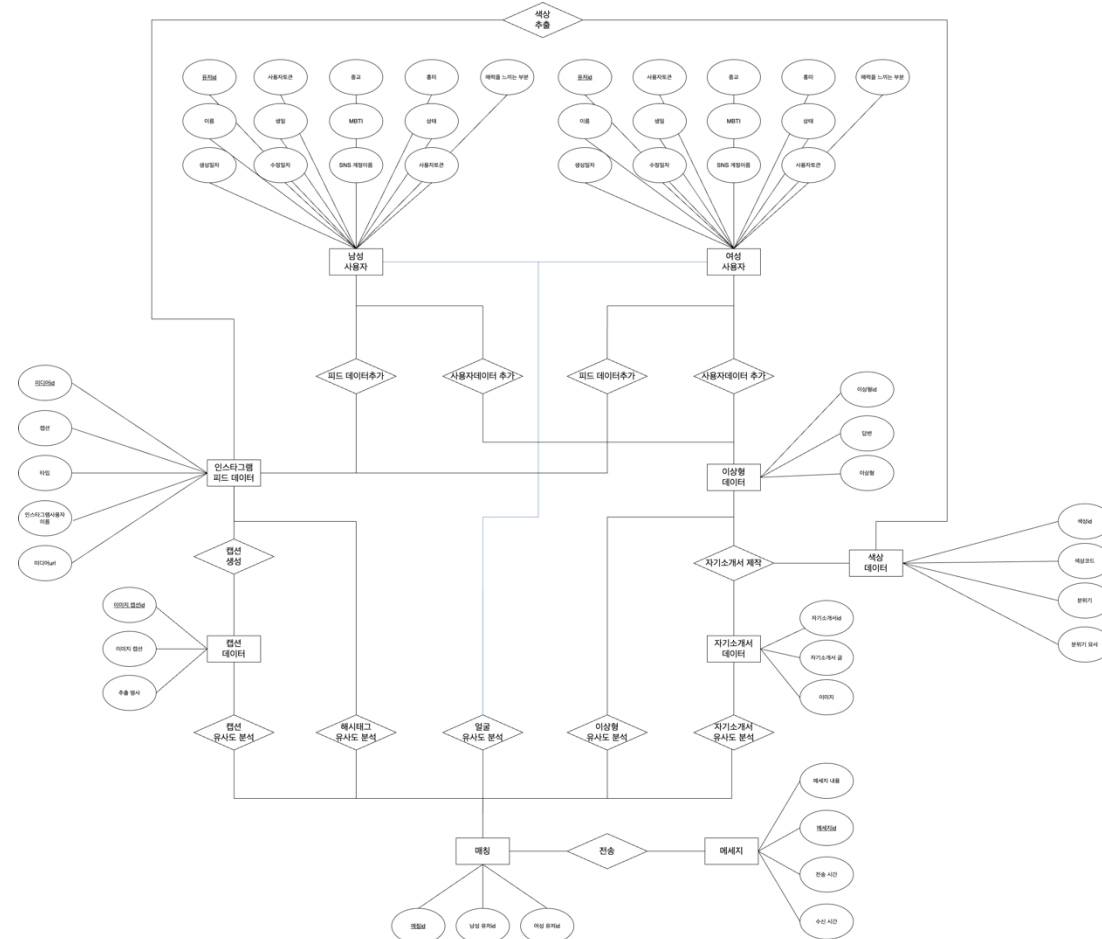 색상
추출
유저id
사용자토큰
종교
흥미
매력을 느끼는 부분
유저id
사용자토큰
종교
흥미
매력을 느끼는 부분
이름
생일
MBTI
상태
이름
생일
MBTI
상태
생성일자
수정일자
SNS 계정이름
사용자토큰
생성일자
수정일자
SNS 계정이름
사용자토큰
남성
사용자
여성
사용자
피드 데이터추가
사용자데이터 추가
피드 데이터추가
사용자데이터 추가
미디어id
캡션
타입
인스타그램사용자
이름
미디어url
인스타그램
피드 데이터
이상형id
답변
이상형
이상형
데이터
캡션
생성
자기소개서 제작
색상
데이터
색상id
색상코드
분위기
분위기 묘사
이미지 캡션id
이미지 캡션
추출 명사
캡션
데이터
자기소개서
데이터
자기소개서id
자기소개서 글
이미지
캡션
유사도 분석
해시태그
유사도 분석
얼굴
유사도 분석
이상형
유사도 분석
자기소개서
유사도 분석
매칭
전송
메세지
메세지 내용
메세지id
전송 시간
수신 시간
매칭id
남성 유저id
여성 유저id